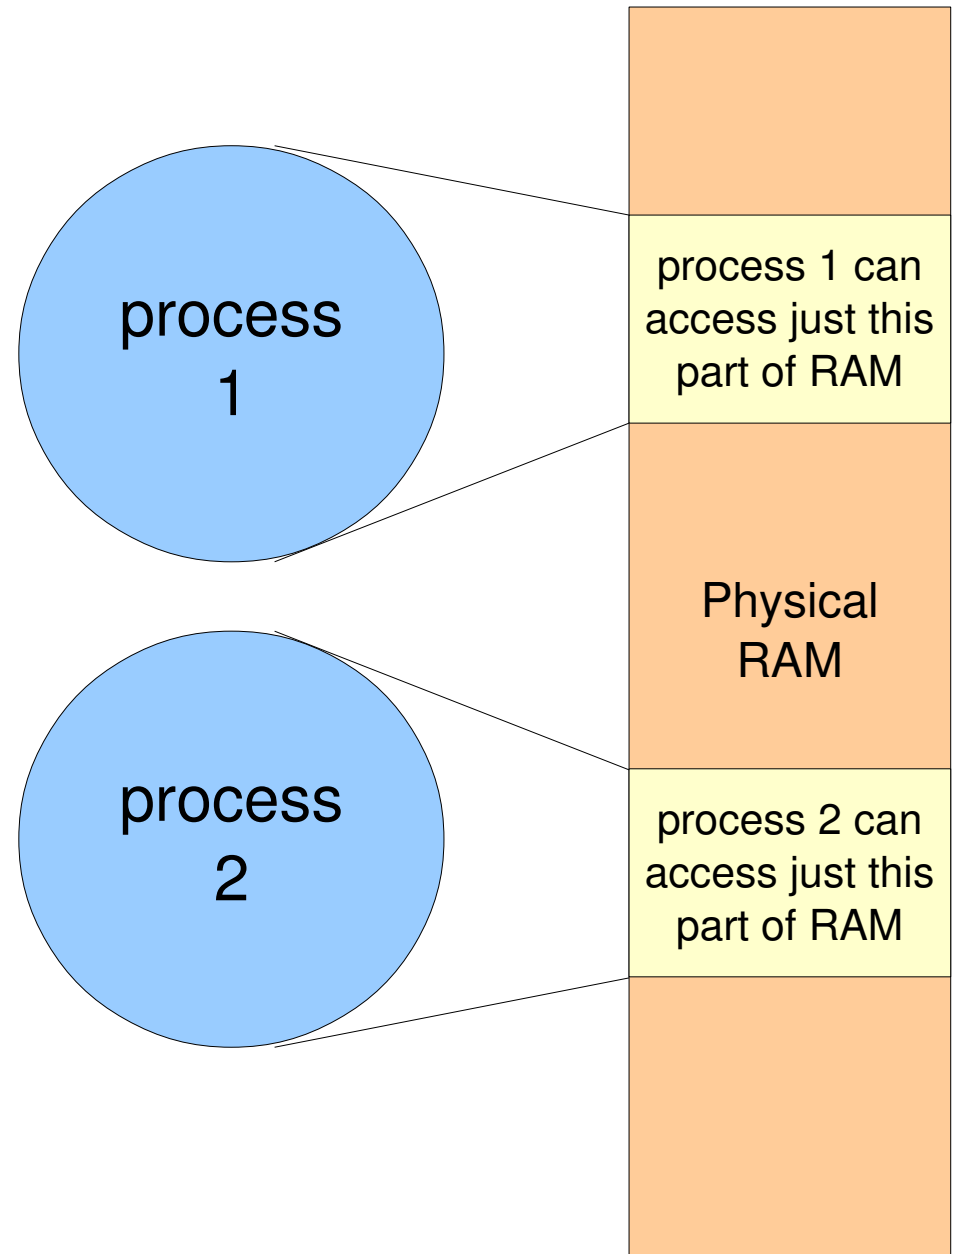 process
1
process 1 can
access just this
part of RAM
Physical
RAM
process
2
process 2 can
access just this
part of RAM